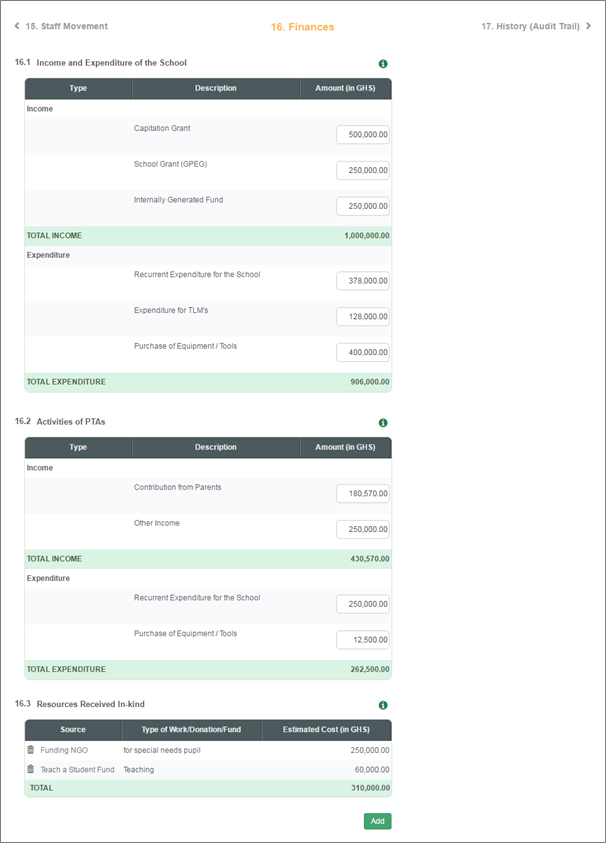 15. Staff Movement 16. Finances 17. History (Audit Trail)
16.1 Income and Expenditure of the School
Type Description Amount (in GHS)
Income
Capitation Grant 500,000.00
School Grant (GPEG) 250,000.00
Internally Generated Fund 250,000.00
TOTAL INCOME 1,000,000.00
Expenditure
Recurrent Expenditure for the School 378,000.00
Expenditure for TLM's 128,000.00
Purchase of Equipment / Tools 400,000.00
TOTAL EXPENDITURE 906,000.00
16.2 Activities of PTAs
Type Description Amount (in GHS)
Income
Contribution from Parents 180,570.00
Other Income 250,000.00
TOTAL INCOME 430,570.00
Expenditure
Recurrent Expenditure for the School 250,000.00
Purchase of Equipment / Tools 12,500.00
TOTAL EXPENDITURE 262,500.00
16.3 Resources Received In-kind
Source Type of Work/Donation/Fund Estimated Cost (in GHS)
Funding NGO for special needs pupil 250,000.00
Teach a Student Fund Teaching 60,000.00
TOTAL 310,000.00
Add